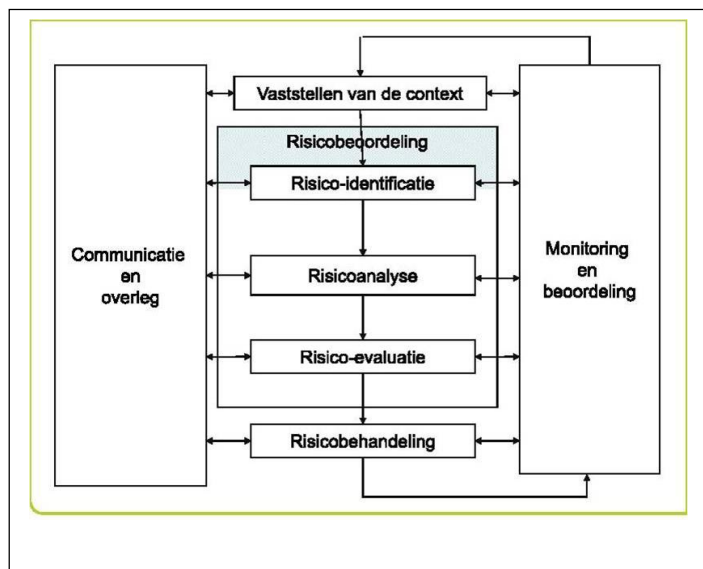 Vaststellen van de context
Risicobeoordeling
Risico-identificatie
Communicatie
en
overleg
Risicoanalyse
Monitoring
en
beoordeling
Risico-evaluatie
Risicobehandeling